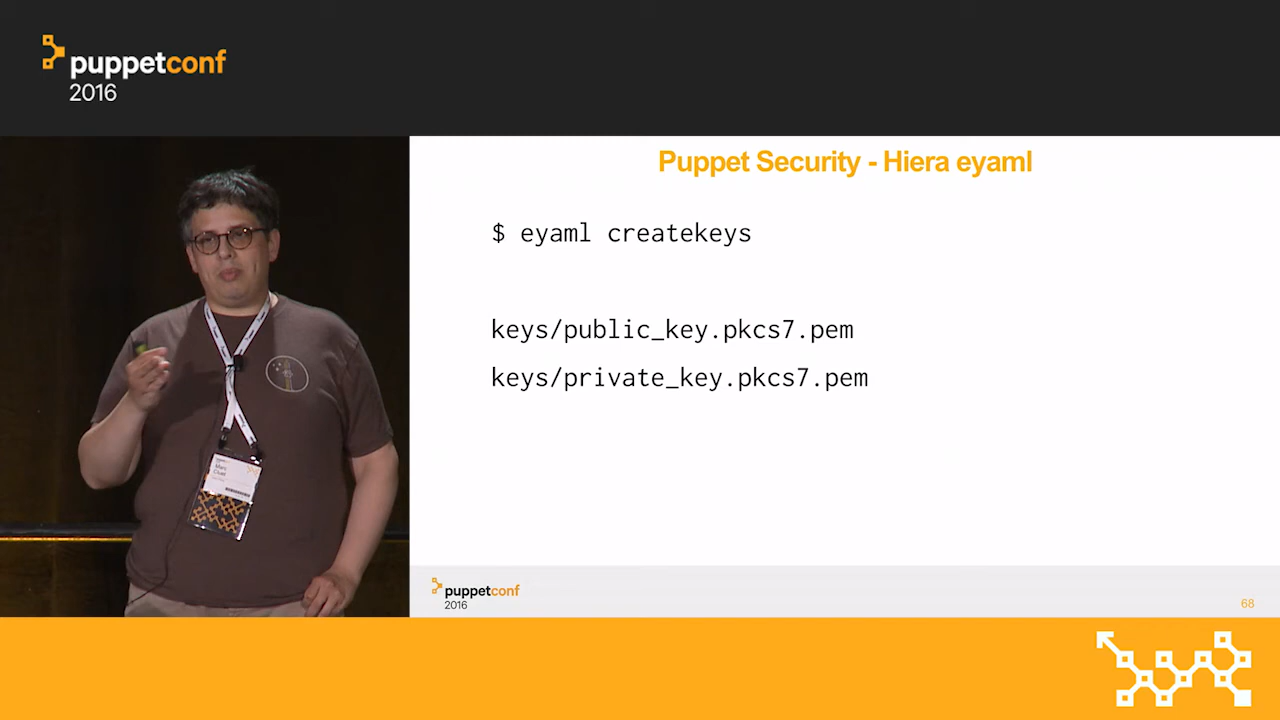 puppetconf
2016
Puppet Security - Hiera eyaml
$ eyaml createkeys
keys/public_key.pkcs7.pem
keys/private_key.pkcs7.pem
Marc
puppetconf
2016
68